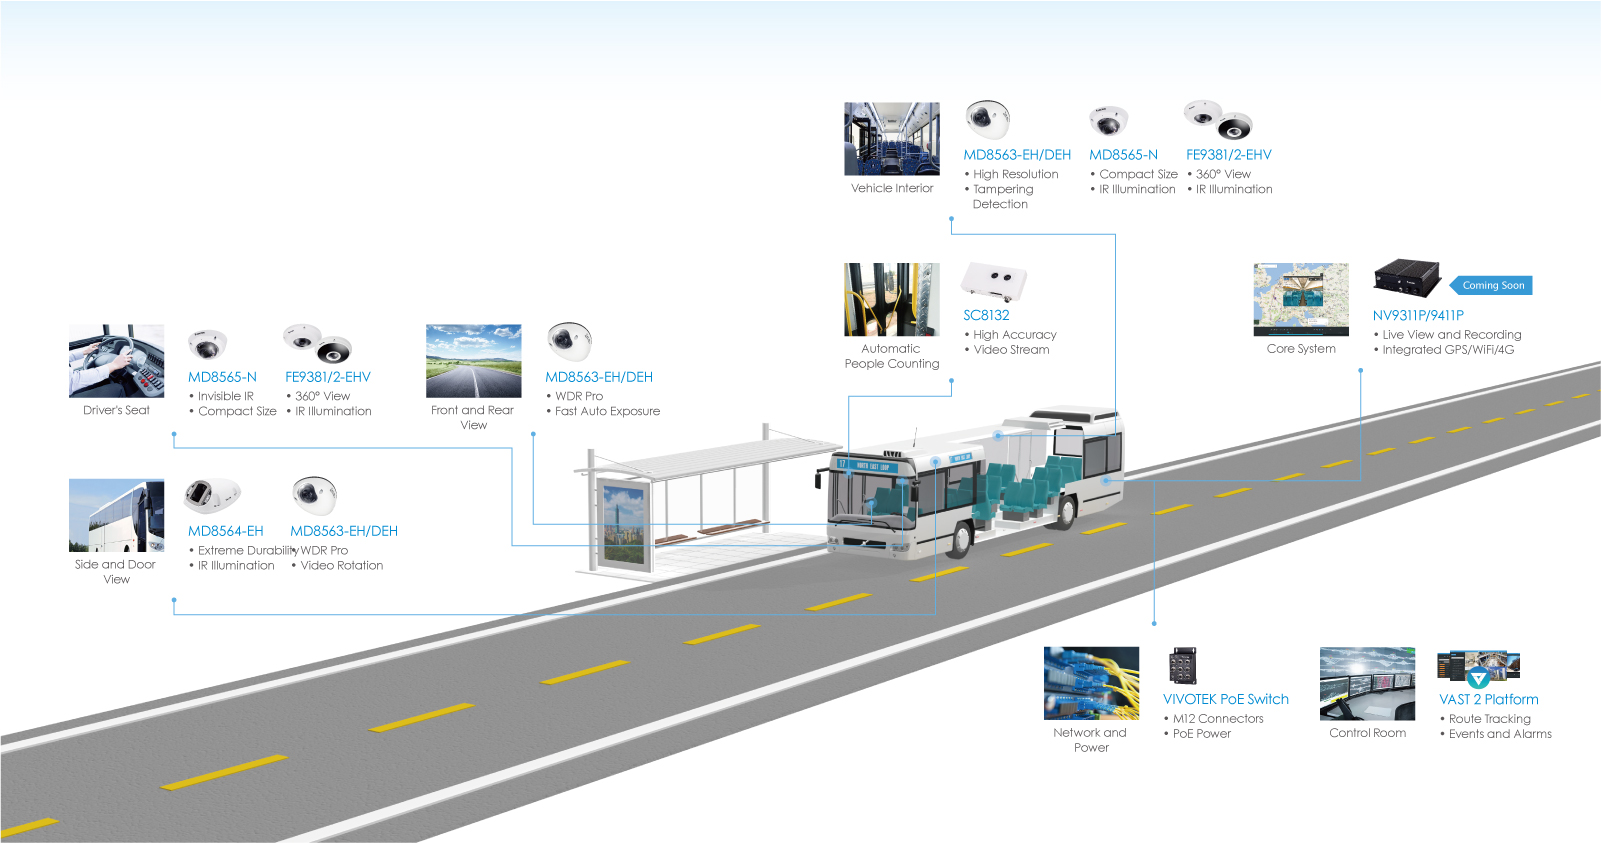 Vehicle Interior
MD8563-EH/DEH
• High Resolution
• Tampering
Detection
MD8565-N
• Compact Size
• IR Illumination
FE9381/2-EHV
• 360° View
• IR Illumination
Automatic
People Counting
SC8132
• High Accuracy
• Video Stream
Core System
Coming Soon
NV9311P/9411P
• Live View and Recording
• Integrated GPS/WiFi/4G
Driver's Seat
MD8565-N
• Invisible IR
• Compact Size
FE9381/2-EHV
• 360° View
• IR Illumination
Front and Rear
View
MD8563-EH/DEH
• WDR Pro
• Fast Auto Exposure
17 NORTH EAST LOOP
Side and Door
View
MD8564-EH
• Extreme Durability
• IR Illumination
MD8563-EH/DEH
• WDR Pro
• Video Rotation
Network and
Power
VIVOTEK PoE Switch
• M12 Connectors
• PoE Power
Control Room
VAST 2 Platform
• Route Tracking
• Events and Alarms